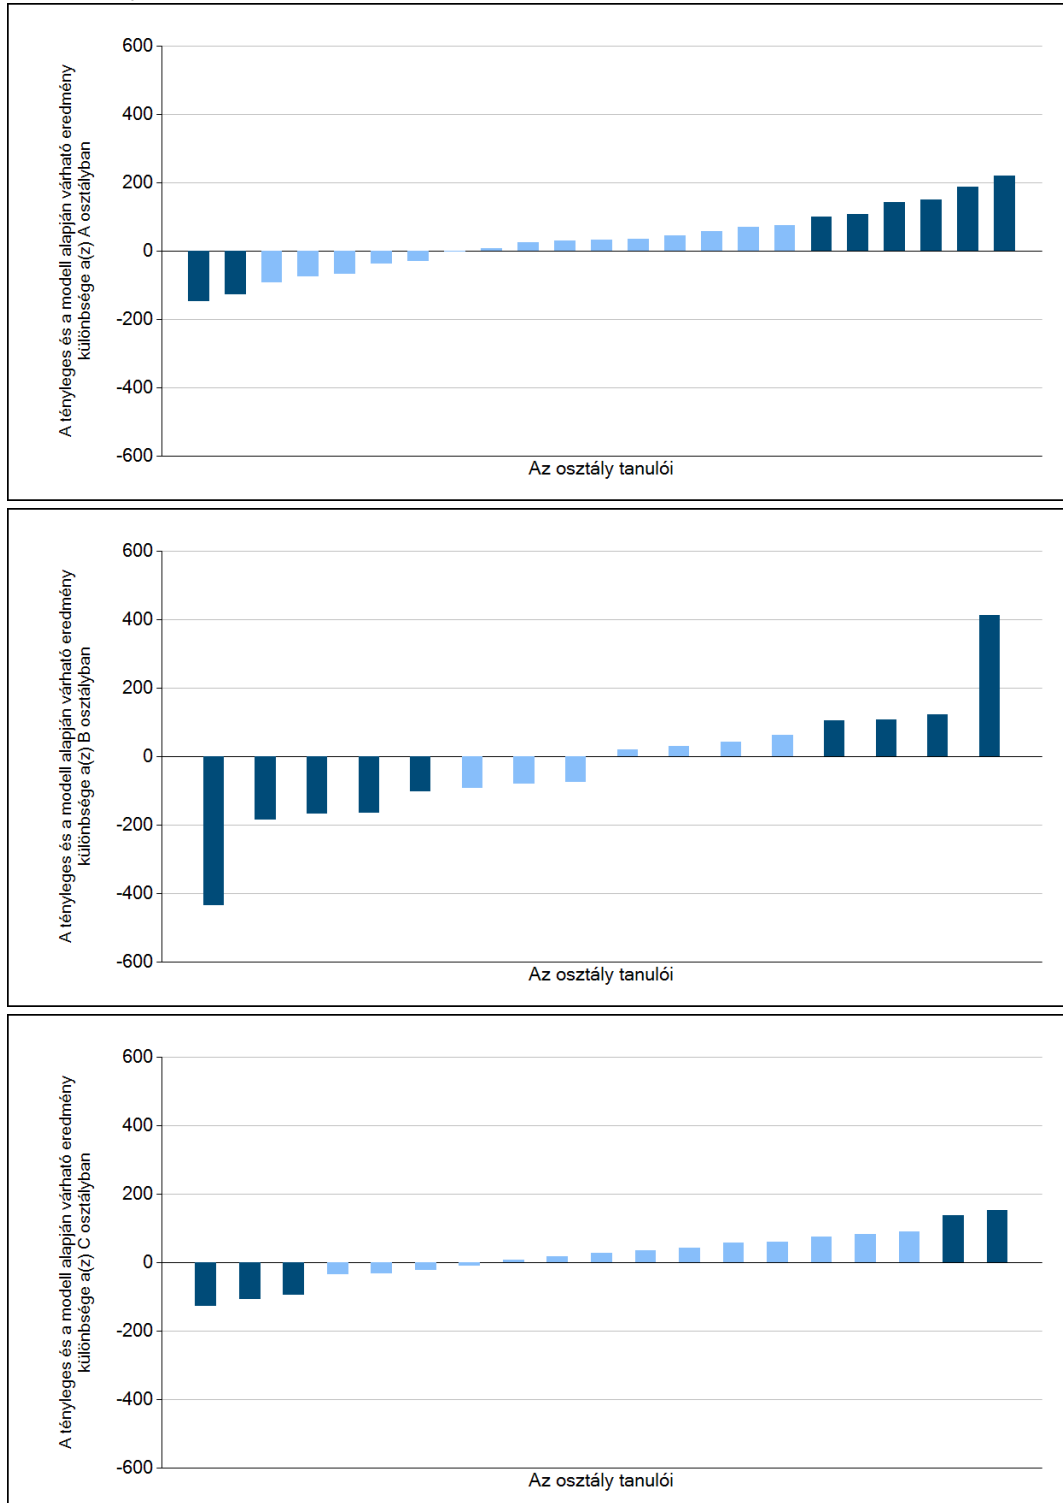 A tényleges és a modell alapján várható eredmény
különbsége a(z) A osztályban
600
400
200
0
-200
-400
-600
Az osztály tanulói
A tényleges és a modell alapján várható eredmény
különbsége a(z) B osztályban
600
400
200
0
-200
-400
-600
Az osztály tanulói
A tényleges és a modell alapján várható eredmény
különbsége a(z) C osztályban
600
400
200
0
-200
-400
-600
Az osztály tanulói